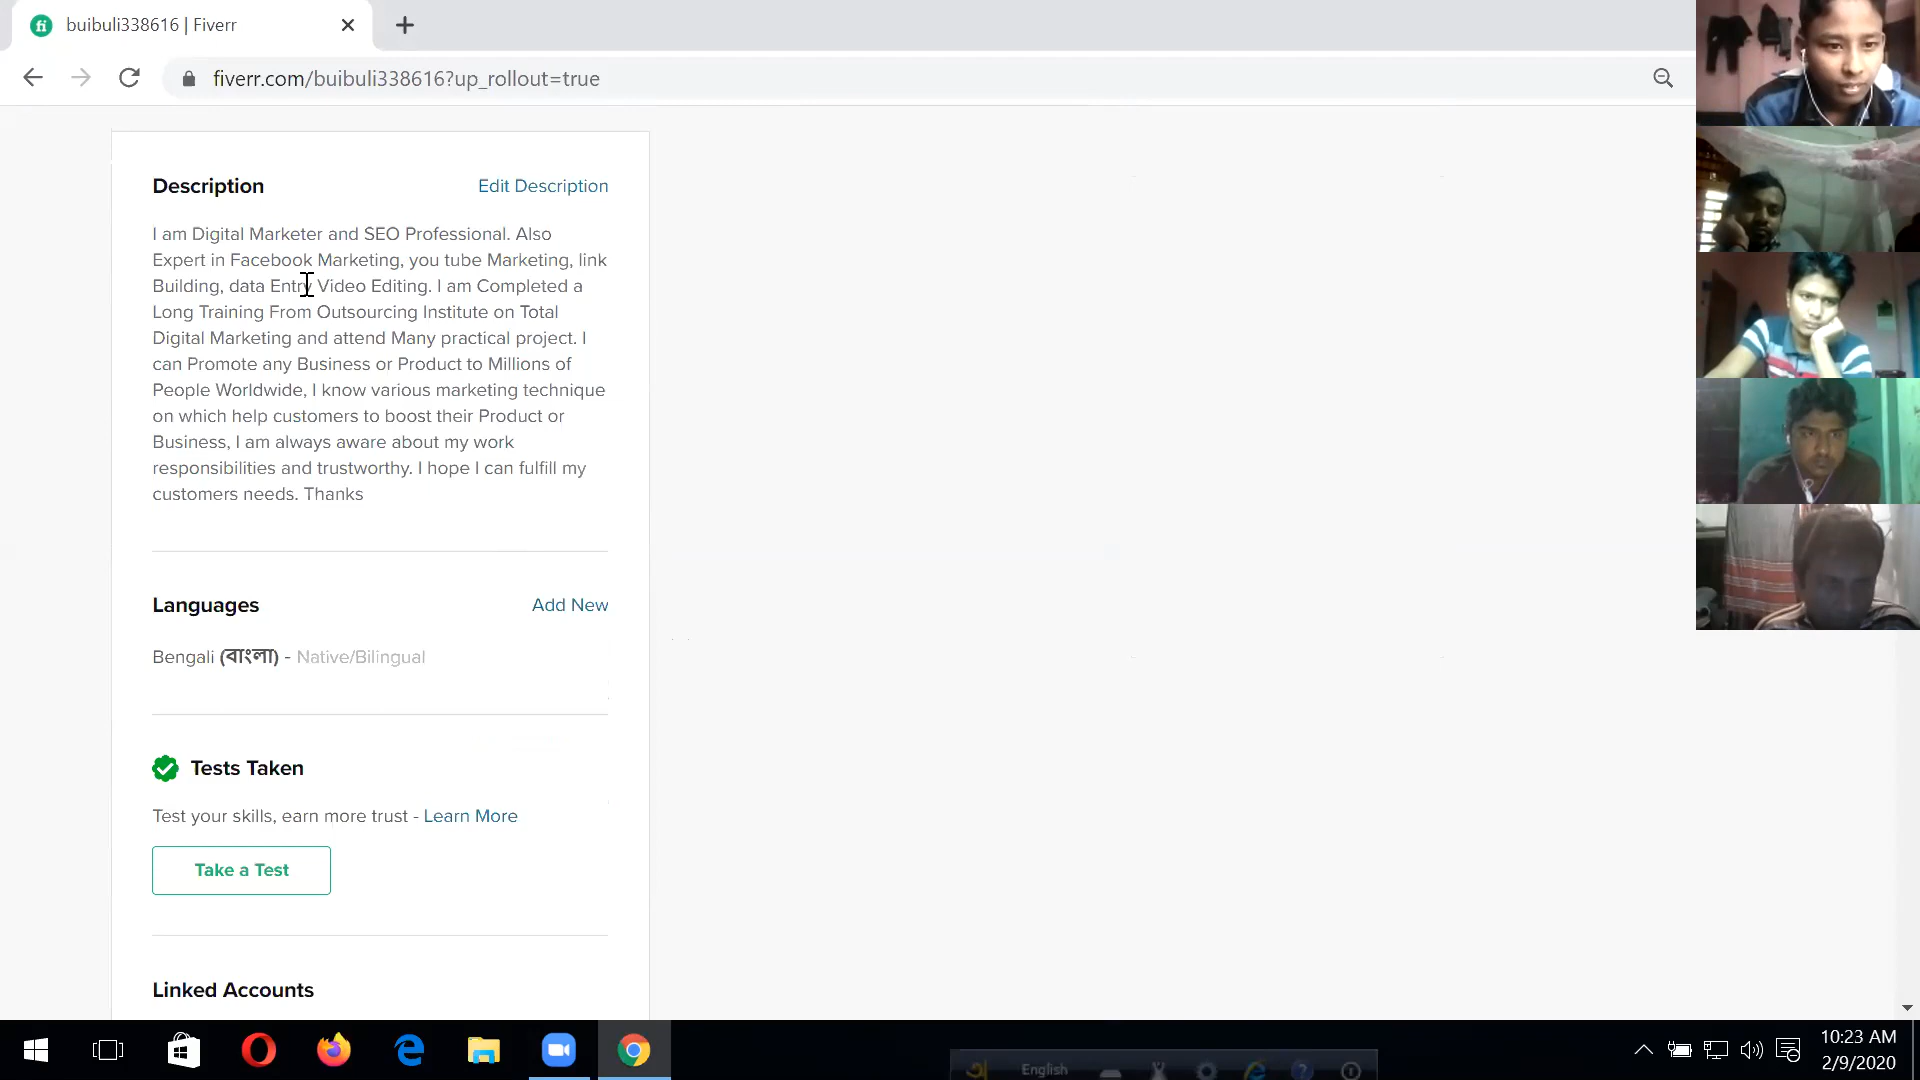 buibuli338616 | Fiverr
fiverr.com/buibuli338616?up_rollout=true
Description
Edit Description
I am Digital Marketer and SEO Professional. Also
Expert in Facebook Marketing, you tube Marketing, link
Building, data Entry Video Editing. I am Completed a
Long Training From Outsourcing Institute on Total
Digital Marketing and attend Many practical project. I
can Promote any Business or Product to Millions of
People Worldwide, I know various marketing technique
on which help customers to boost their Product or
Business, I am always aware about my work
responsibilities and trustworthy. I hope I can fulfill my
customers needs. Thanks
Languages
Add New
Bengali (বাংলা) - Native/Bilingual
Tests Taken
Test your skills, earn more trust - Learn More
Take a Test
Linked Accounts
English
10:23 AM
2/9/2020